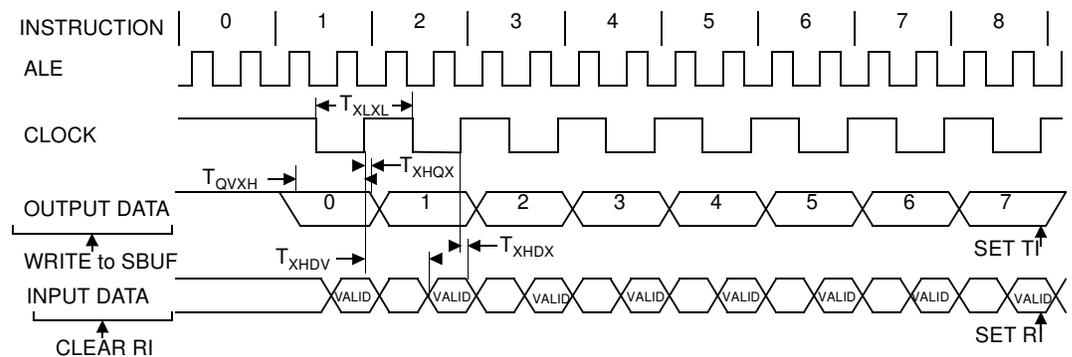 INSTRUCTION 0 1 2 3 4 5 6 7 8
ALE
TXLXL
CLOCK
TXHQX
TQVXH
OUTPUT DATA 0 1 2 3 4 5 6 7
TXHDX
SET TI
WRITE to SBUF
TXHDV
INPUT DATA VALID VALID VALID VALID VALID VALID VALID VALID
SET RI
CLEAR RI